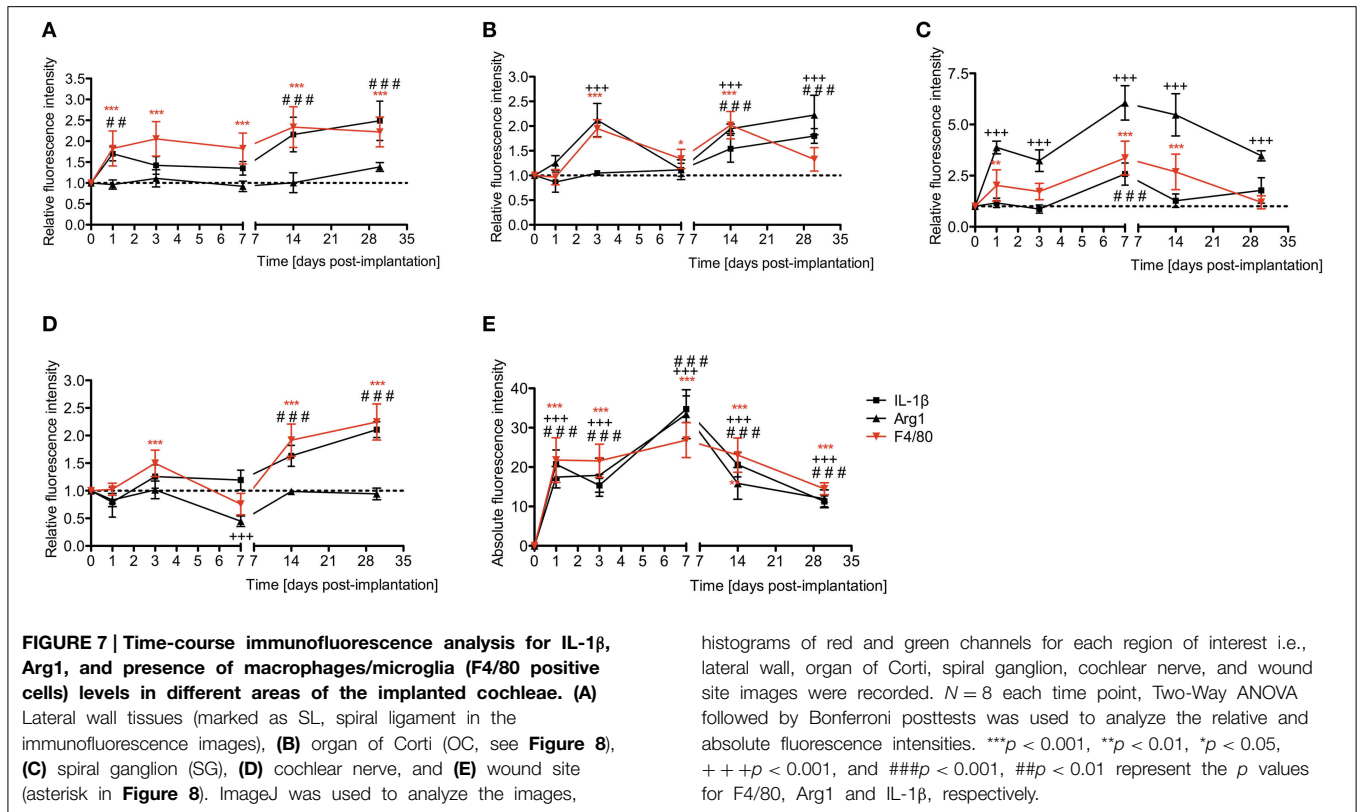 A
Relative fluorescence intensity
3.5
3.0
2.5
2.0
1.5
1.0
0.5
0.0
***
##
***
***
***
###
###
***
0 1 2 3 4 5 6 7 7 14 21 28 35
Time [days post-implantation]
B
Relative fluorescence intensity
3.0
2.5
2.0
1.5
1.0
0.5
0.0
+++
***
*
+++
***
###
+++
###
0 1 2 3 4 5 6 7 7 14 21 28 35
Time [days post-implantation]
C
Relative fluorescence intensity
7.5
5.0
2.5
0.0
+++
**
+++
+++
***
###
+++
***
+++
0 1 2 3 4 5 6 7 7 14 21 28 35
Time [days post-implantation]
D
Relative fluorescence intensity
3.0
2.5
2.0
1.5
1.0
0.5
0.0
***
+++
***
###
***
###
0 1 2 3 4 5 6 7 7 14 21 28 35
Time [days post-implantation]
E
Absolute fluorescence intensity
40
30
20
10
0
***
+++
###
***
+++
###
###
+++
***
***
+++
###
*
***
+++
###
0 1 2 3 4 5 6 7 7 14 21 28 35
Time [days post-implantation]
IL-1β
Arg1
F4/80
FIGURE 7 | Time-course immunofluorescence analysis for IL-1β,
Arg1, and presence of macrophages/microglia (F4/80 positive
cells) levels in different areas of the implanted cochleae. (A)
Lateral wall tissues (marked as SL, spiral ligament in the
immunofluorescence images), (B) organ of Corti (OC, see Figure 8),
(C) spiral ganglion (SG), (D) cochlear nerve, and (E) wound site
(asterisk in Figure 8). ImageJ was used to analyze the images,
histograms of red and green channels for each region of interest i.e.,
lateral wall, organ of Corti, spiral ganglion, cochlear nerve, and wound
site images were recorded. N = 8 each time point, Two-Way ANOVA
followed by Bonferroni posttests was used to analyze the relative and
absolute fluorescence intensities. ***p < 0.001, **p < 0.01, *p < 0.05,
+++p < 0.001, and ###p < 0.001, ##p < 0.01 represent the p values
for F4/80, Arg1 and IL-1β, respectively.